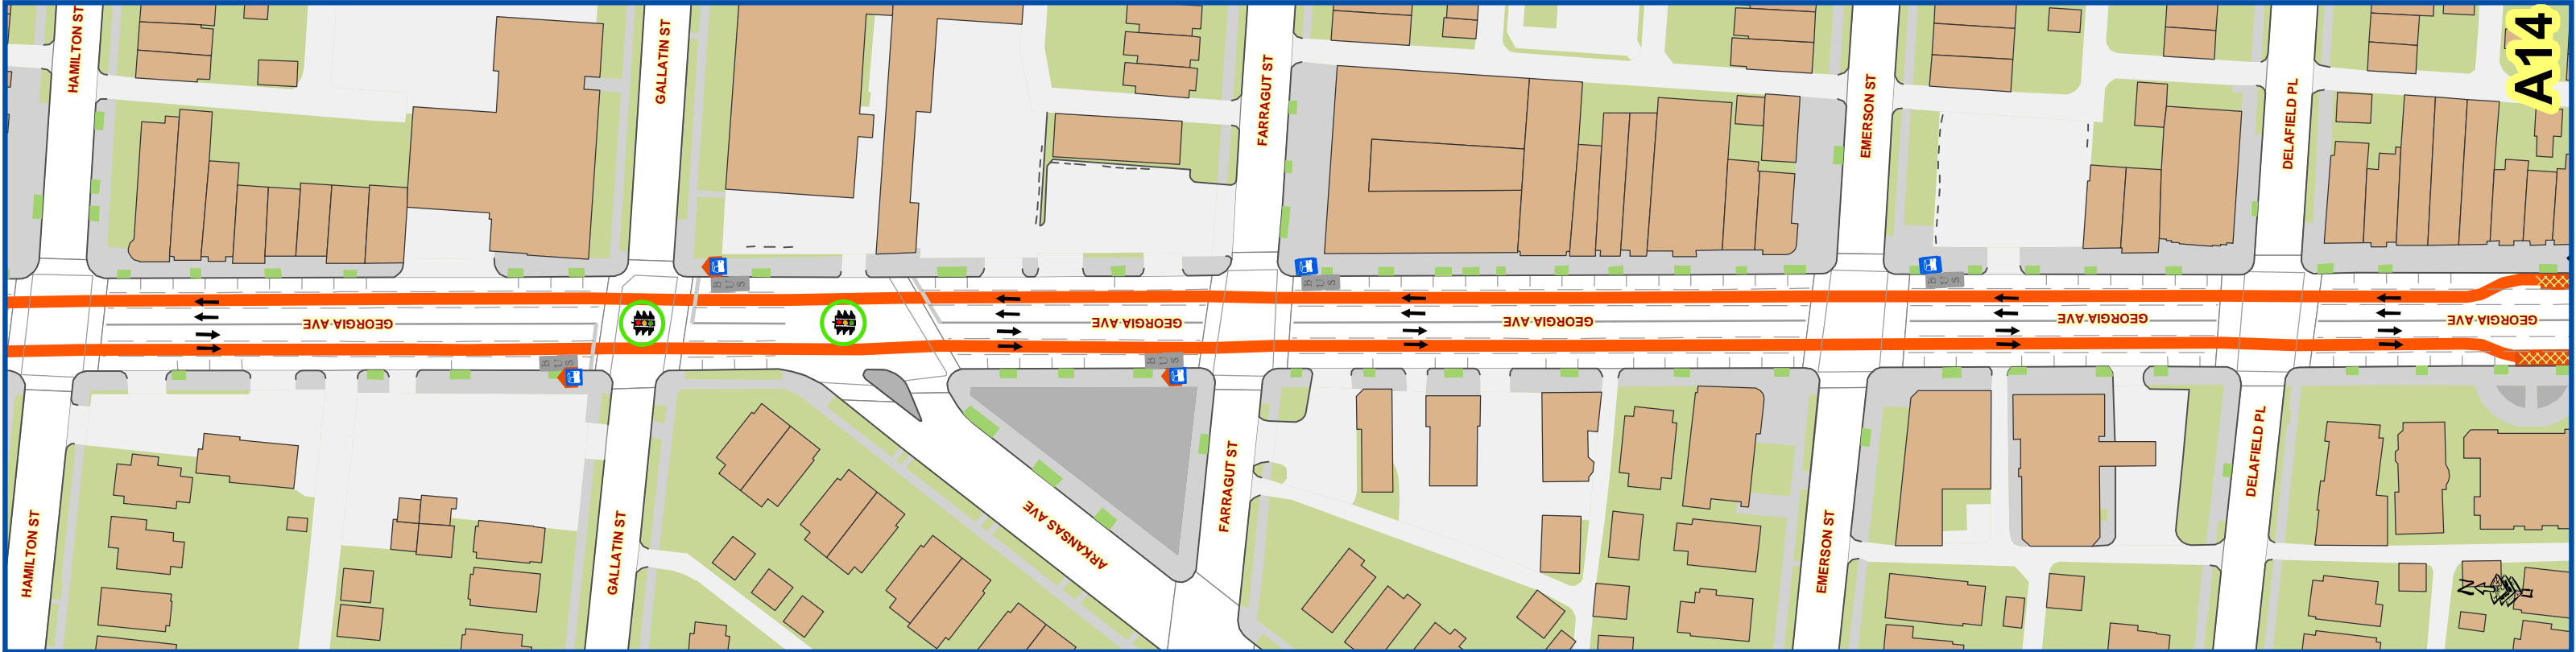 HAMILTON ST
GALLATIN ST
FARRAGUT ST
EMERSON ST
DELAFIELD PL
A14
BUS
BUS
BUS
GEORGIA AVE
GEORGIA AVE
GEORGIA AVE
GEORGIA AVE
GEORGIA AVE
BUS
BUS
HAMILTON ST
GALLATIN ST
ARKANSAS AVE
FARRAGUT ST
EMERSON ST
DELAFIELD PL
N